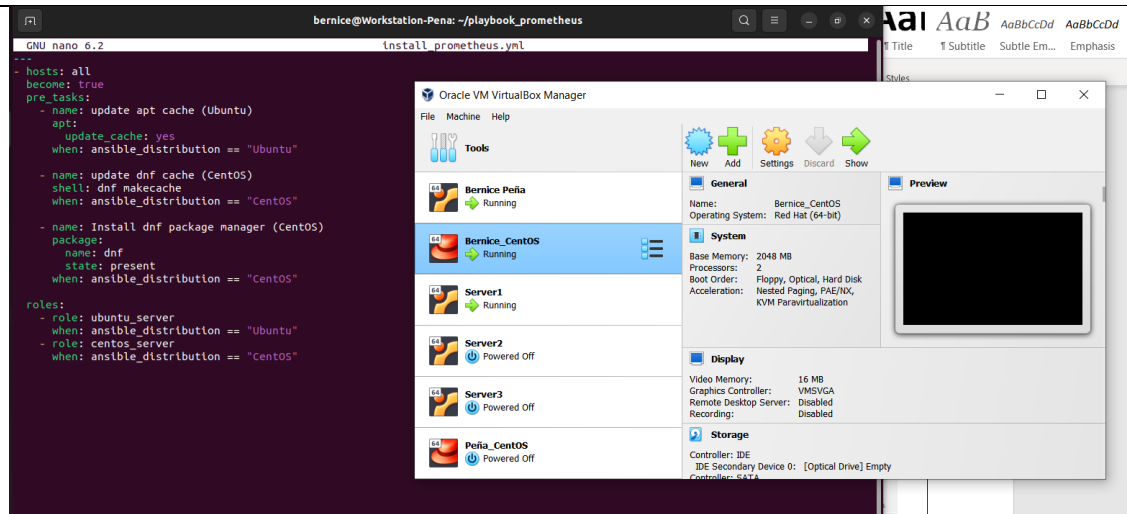 bernice@Workstation-Pena: ~/playbook_prometheus
GNU nano 6.2 install_prometheus.yml
---
- hosts: all
become: true
pre_tasks:
- name: update apt cache (Ubuntu)
apt:
update_cache: yes
when: ansible_distribution == "Ubuntu"
- name: update dnf cache (CentOS)
shell: dnf makecache
when: ansible_distribution == "CentOS"
- name: Install dnf package manager (CentOS)
package:
name: dnf
state: present
when: ansible_distribution == "CentOS"
roles:
- role: ubuntu_server
when: ansible_distribution == "Ubuntu"
- role: centos_server
when: ansible_distribution == "CentOS"
Oracle VM VirtualBox Manager
File Machine Help
Tools
New Add Settings Discard Show
64 Bernice Peña
Running
64 Bernice_CentOS
Running
64 Server1
Running
64 Server2
Powered Off
64 Server3
Powered Off
64 Peña_CentOS
Powered Off
General
Name: Bernice_CentOS
Operating System: Red Hat (64-bit)
System
Base Memory: 2048 MB
Processors: 2
Boot Order: Floppy, Optical, Hard Disk
Acceleration: Nested Paging, PAE/NX,
KVM Paravirtualization
Preview
Display
Video Memory: 16 MB
Graphics Controller: VMSVGA
Remote Desktop Server: Disabled
Recording: Disabled
Storage
Controller: IDE
IDE Secondary Device 0: [Optical Drive] Empty
Controller: SATA
AaB AaBbCcDd AaBbCcDd
¶ Title ¶ Subtitle Subtle Em... Emphasis
Styles